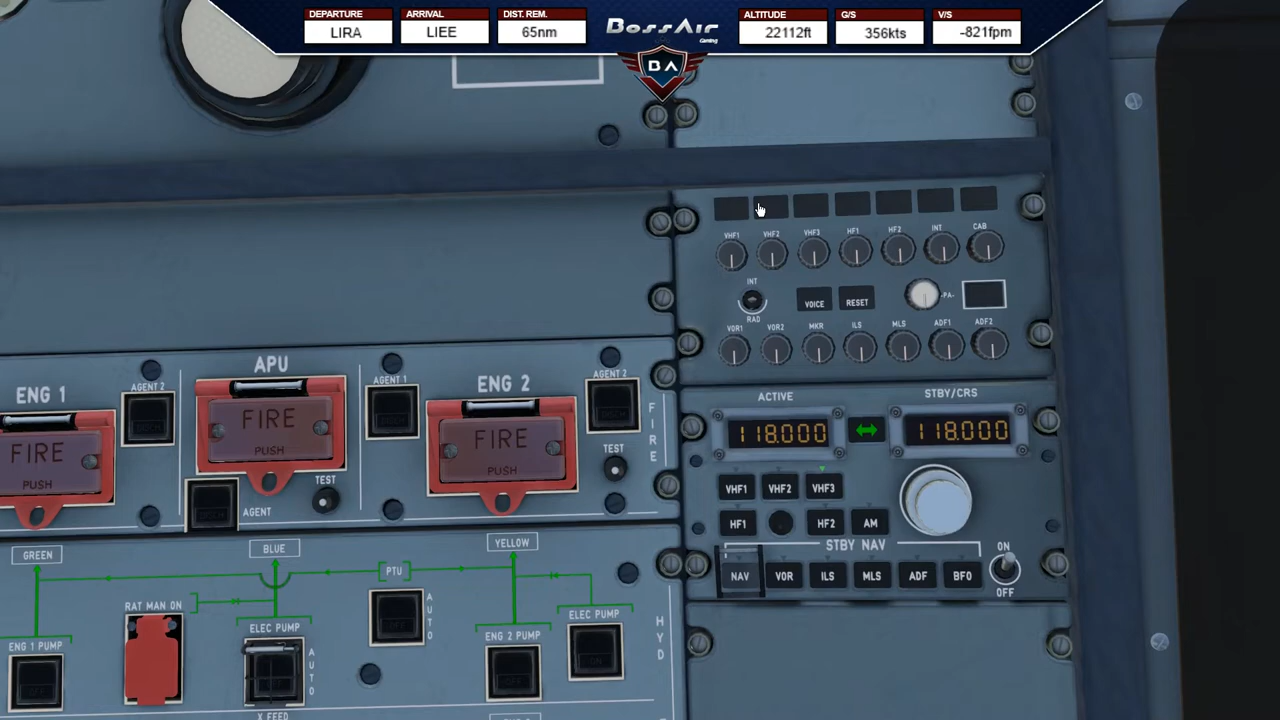 DEPARTURE
LIRA
ARRIVAL
LIEE
DIST. REM.
65nm
BossAir
Gaming
BA
ALTITUDE
22112ft
G/S
356kts
V/S
-821fpm
VHF1 VHF2 VHF3 HF1 HF2 INT CAB
INT
RAD
VOICE
RESET
-PA-
VOR1 VOR2 MKR ILS MLS ADF1 ADF2
ENG 1
FIRE
PUSH
AGENT 2
APU
FIRE
PUSH
AGENT
TEST
AGENT 1
ENG 2
FIRE
PUSH
AGENT 2
TEST
FIRE
ACTIVE
118.000
STBY/CRS
118.000
VHF1 VHF2 VHF3
HF1 HF2 AM
STBY NAV
NAV VOR ILS MLS ADF BFO
ON
OFF
GREEN
BLUE
YELLOW
PTU
RAT MAN ON
ELEC PUMP
AUTO
AUTO
ENG 1 PUMP
ENG 2 PUMP
ELEC PUMP
HYD
X FEED